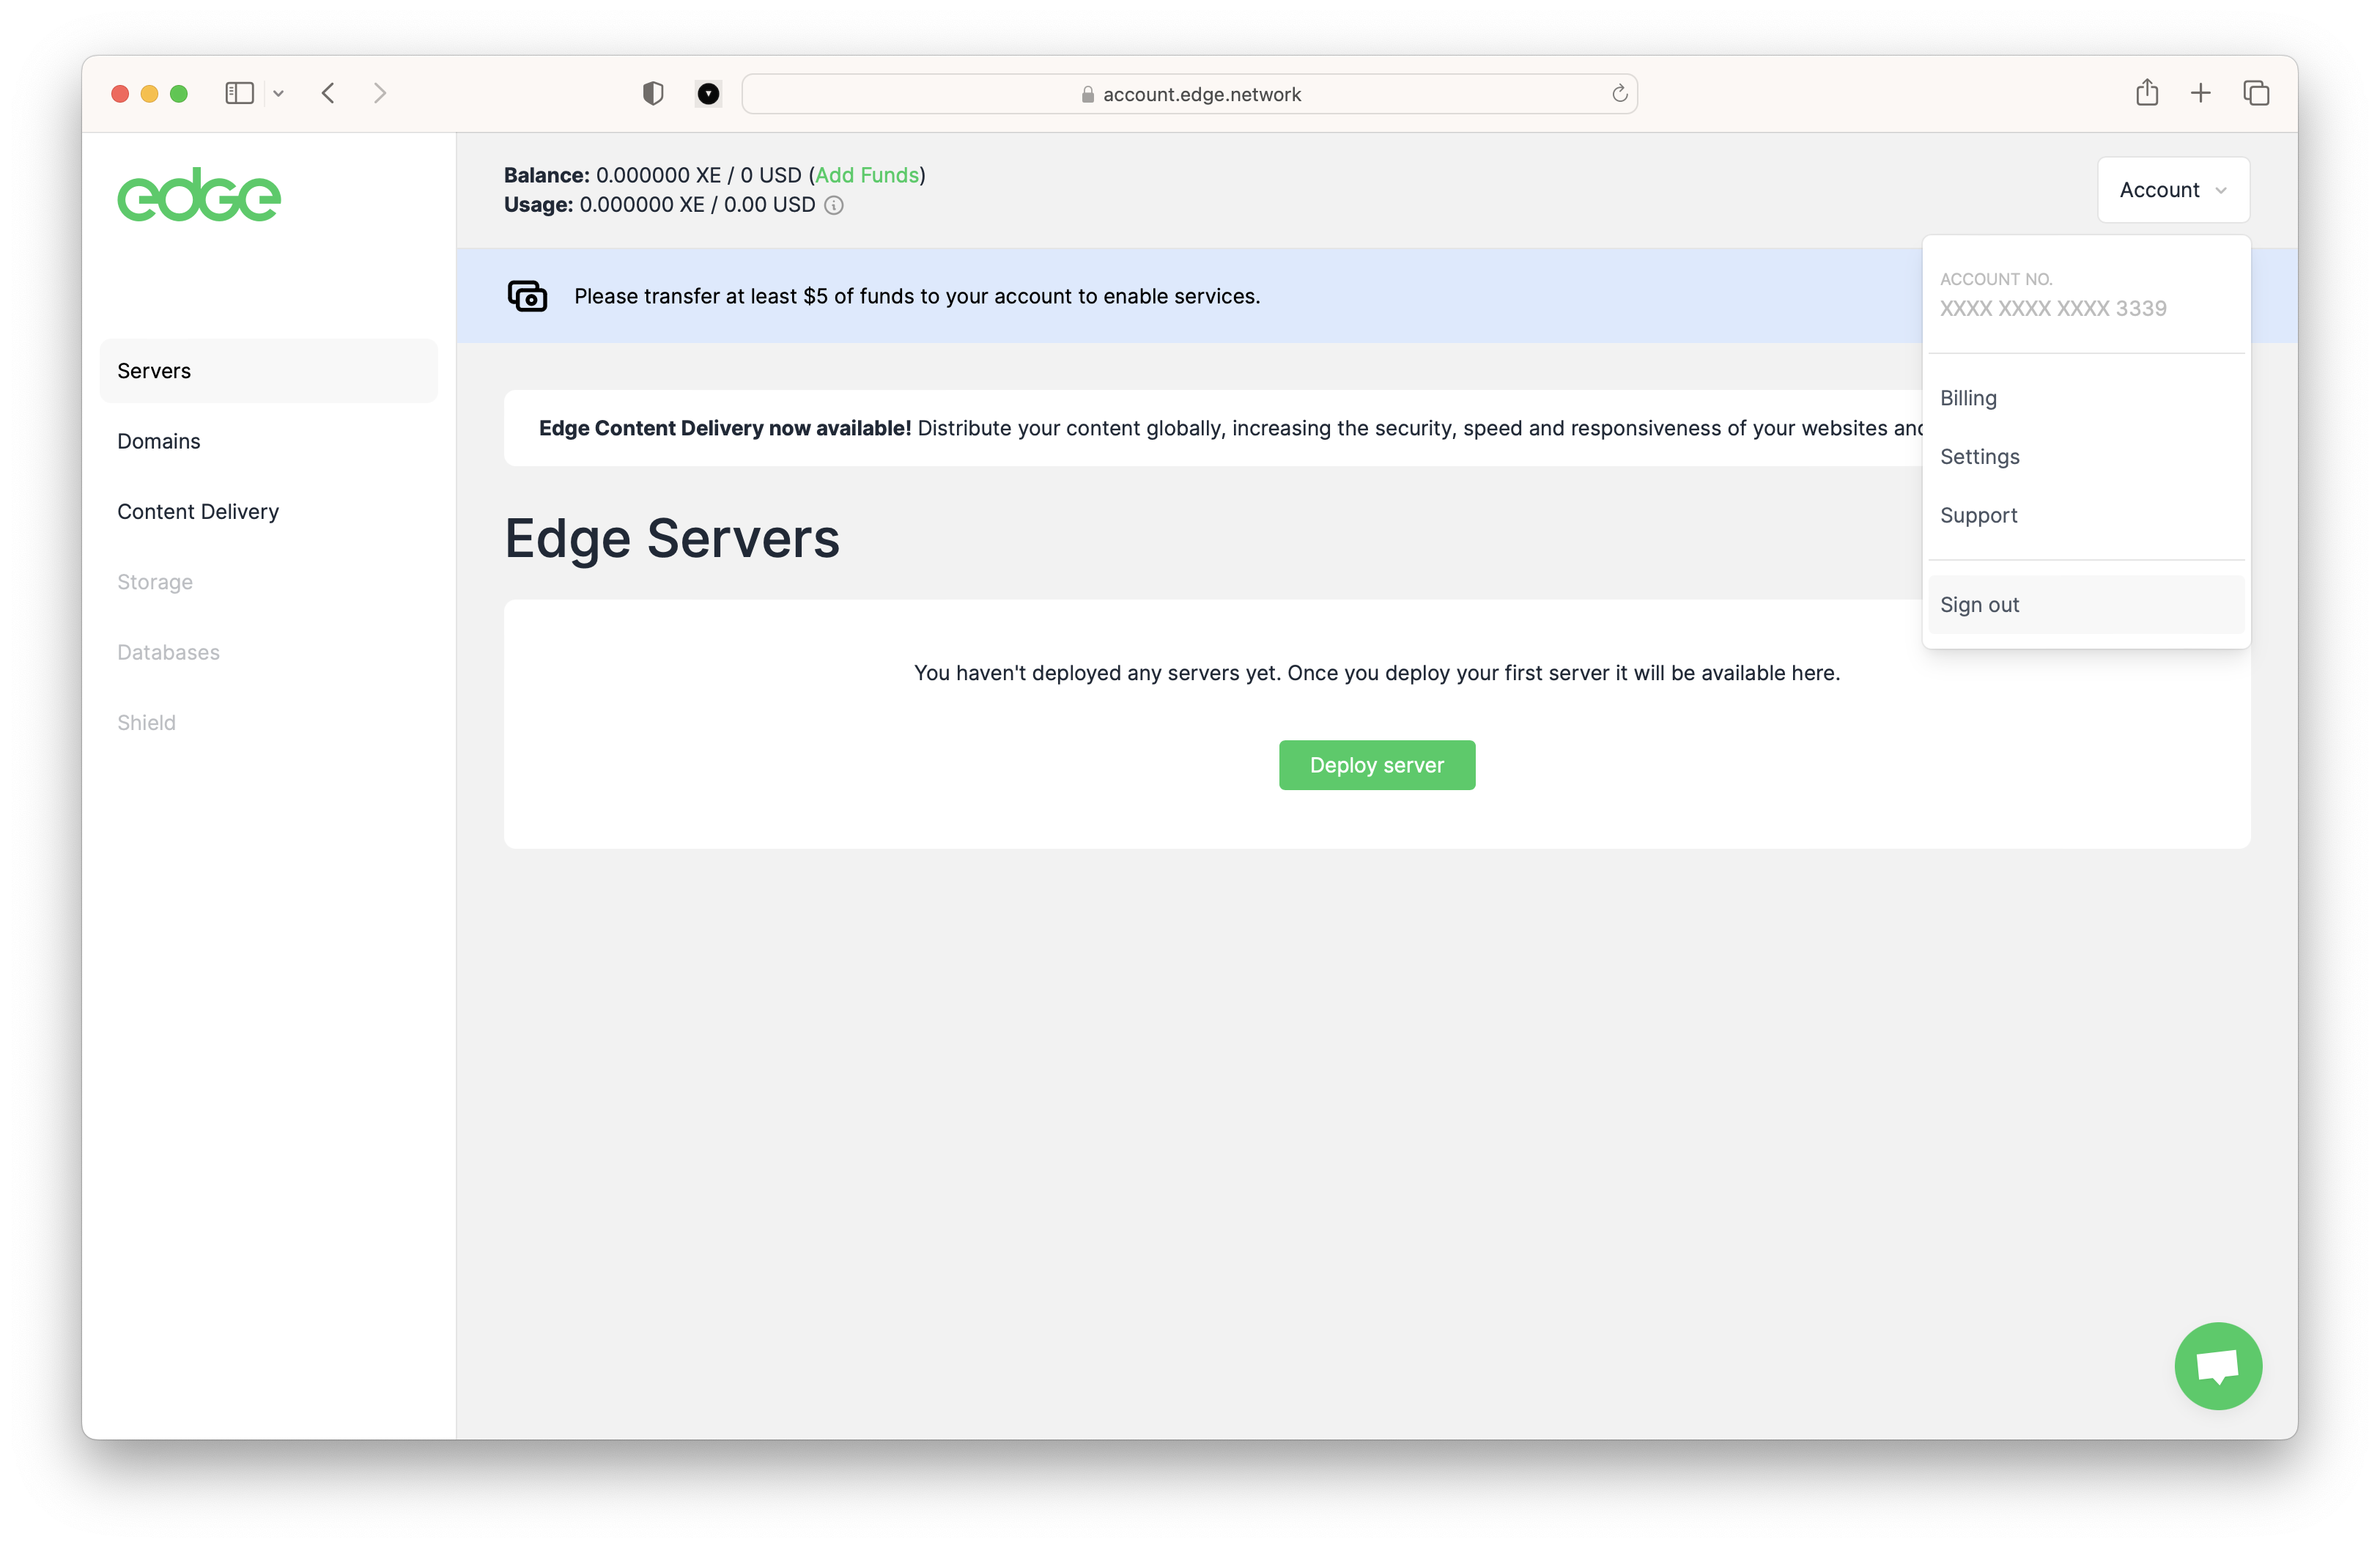 account.edge.network
edge
Balance: 0.000000 XE / 0 USD (Add Funds)
Usage: 0.000000 XE / 0.00 USD
Account
Please transfer at least $5 of funds to your account to enable services.
ACCOUNT NO.
XXXX XXXX XXXX 3339
Billing
Settings
Support
Sign out
Servers
Domains
Content Delivery
Storage
Databases
Shield
Edge Content Delivery now available! Distribute your content globally, increasing the security, speed and responsiveness of your websites and
Edge Servers
You haven't deployed any servers yet. Once you deploy your first server it will be available here.
Deploy server